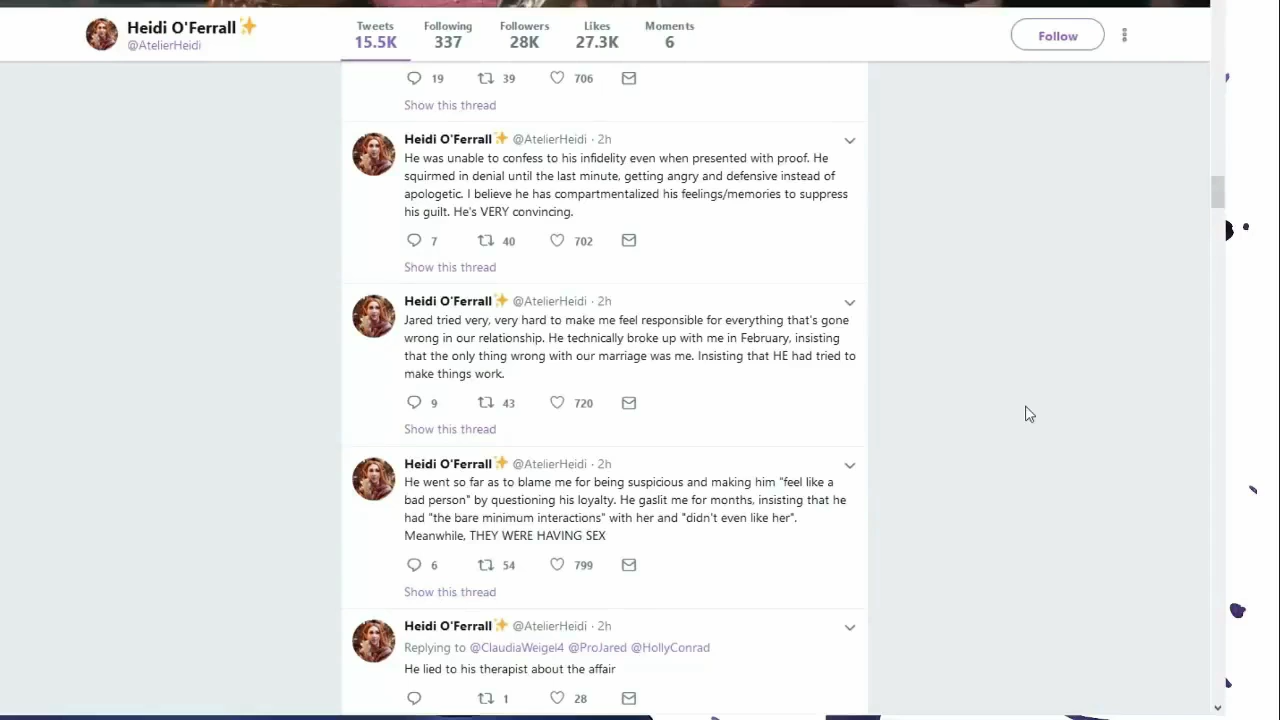 Heidi O'Ferrall✨
@AtelierHeidi
Tweets Following Followers Likes Moments
15.5K 337 28K 27.3K 6
Follow
19 39 706
Show this thread
Heidi O'Ferrall✨ @AtelierHeidi · 2h
He was unable to confess to his infidelity even when presented with proof. He
squirmed in denial until the last minute, getting angry and defensive instead of
apologetic. I believe he has compartmentalized his feelings/memories to suppress
his guilt. He's VERY convincing.
7 40 702
Show this thread
Heidi O'Ferrall✨ @AtelierHeidi · 2h
Jared tried very, very hard to make me feel responsible for everything that's gone
wrong in our relationship. He technically broke up with me in February, insisting
that the only thing wrong with our marriage was me. Insisting that HE had tried to
make things work.
9 43 720
Show this thread
Heidi O'Ferrall✨ @AtelierHeidi · 2h
He went so far as to blame me for being suspicious and making him "feel like a
bad person" by questioning his loyalty. He gaslit me for months, insisting that he
had "the bare minimum interactions" with her and "didn't even like her".
Meanwhile, THEY WERE HAVING SEX
6 54 799
Show this thread
Heidi O'Ferrall✨ @AtelierHeidi · 2h
Replying to @ClaudiaWeigel4 @ProJared @HollyConrad
He lied to his therapist about the affair
1 28